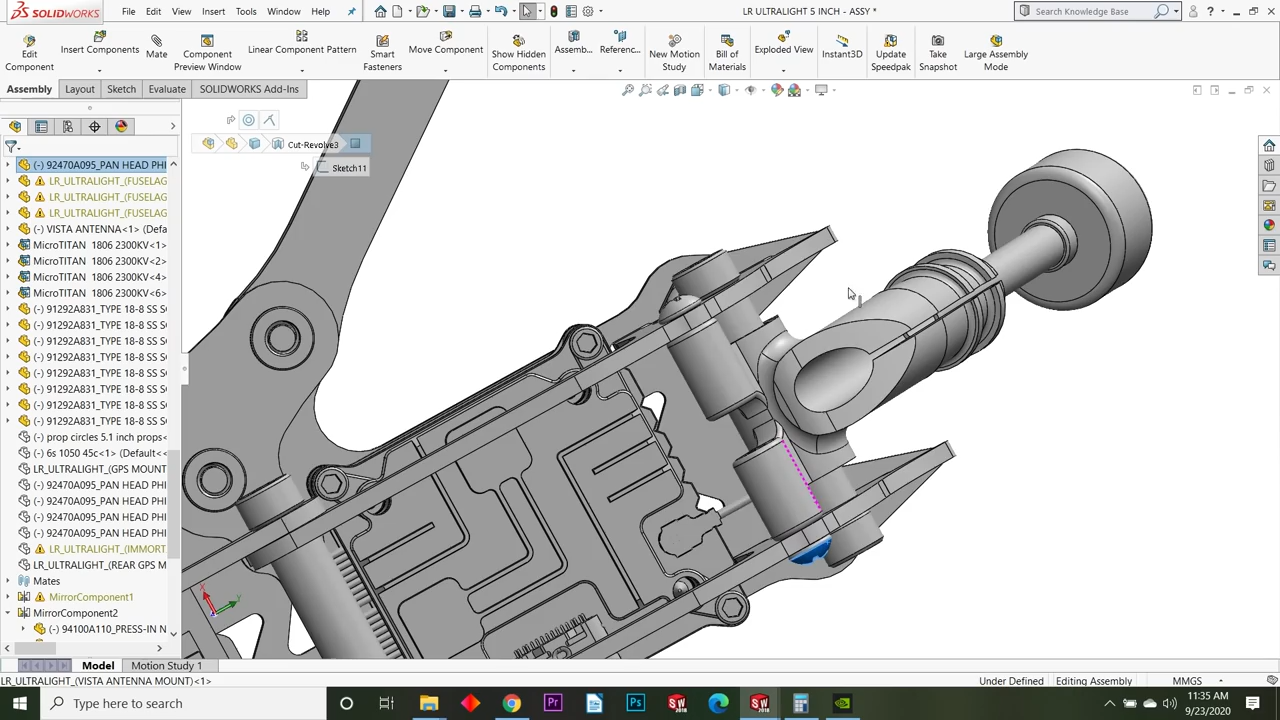 SOLIDWORKS
File
Edit
View
Insert
Tools
Window
Help
LR ULTRALIGHT 5 INCH - ASSY *
Search Knowledge Base
Edit Component
Insert Components
Mate
Component Preview Window
Linear Component Pattern
Smart Fasteners
Move Component
Show Hidden Components
Assemb...
Referenc...
New Motion Study
Bill of Materials
Exploded View
Instant3D
Update Speedpak
Take Snapshot
Large Assembly Mode
Assembly
Layout
Sketch
Evaluate
SOLIDWORKS Add-Ins
Cut-Revolve3
Sketch11
(-) 92470A095_PAN HEAD PHI
LR_ULTRALIGHT_(FUSELAG
LR_ULTRALIGHT_(FUSELAG
LR_ULTRALIGHT_(FUSELAG
(-) VISTA ANTENNA<1> (Defa
MicroTITAN 1806 2300KV<1>
MicroTITAN 1806 2300KV<2>
MicroTITAN 1806 2300KV<4>
MicroTITAN 1806 2300KV<6>
(-) 91292A831_TYPE 18-8 SS S
(-) 91292A831_TYPE 18-8 SS S
(-) 91292A831_TYPE 18-8 SS S
(-) 91292A831_TYPE 18-8 SS S
(-) 91292A831_TYPE 18-8 SS S
(-) 91292A831_TYPE 18-8 SS S
(-) 91292A831_TYPE 18-8 SS S
(-) 91292A831_TYPE 18-8 SS S
(-) prop circles 5.1 inch props<
(-) 6s 1050 45c<1> (Default<<
LR_ULTRALIGHT_(GPS MOUNT
(-) 92470A095_PAN HEAD PHI
(-) 92470A095_PAN HEAD PHI
(-) 92470A095_PAN HEAD PHI
(-) 92470A095_PAN HEAD PHI
LR_ULTRALIGHT_(IMMORT
LR_ULTRALIGHT_(REAR GPS M
Mates
MirrorComponent1
MirrorComponent2
(-) 94100A110_PRESS-IN N
Model
Motion Study 1
LR_ULTRALIGHT_(VISTA ANTENNA MOUNT)<1>
Under Defined
Editing Assembly
MMGS
Type here to search
11:35 AM
9/23/2020